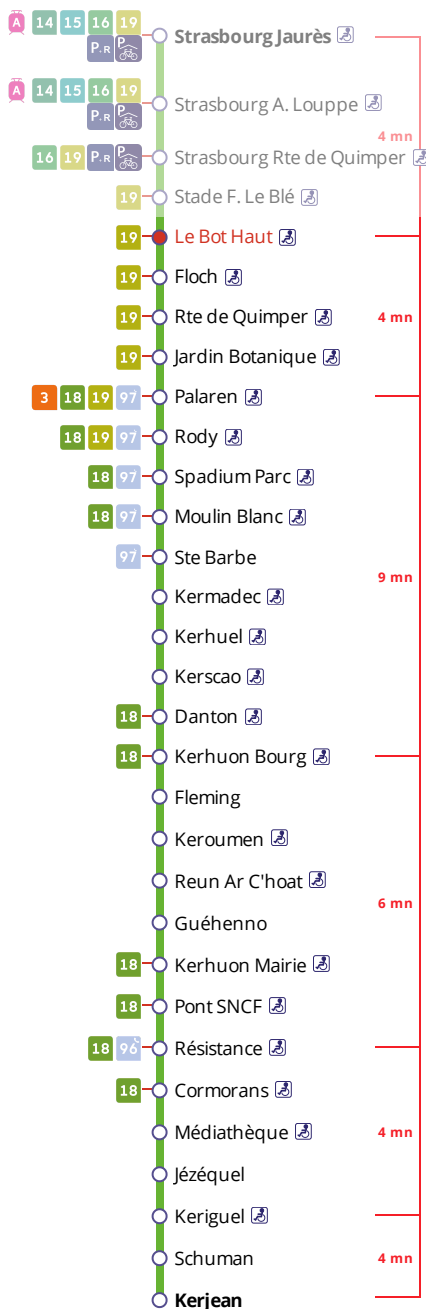 A 14 15 16 19 Strasbourg Jaurès
P+R P
A 14 15 16 19 Strasbourg A. Louppe
P+R P
4 mn
16 19 P+R P Strasbourg Rte de Quimper
19 Stade F. Le Blé
19 Le Bot Haut
19 Floch
19 Rte de Quimper 4 mn
19 Jardin Botanique
3 18 19 97 Palaren
18 19 97 Rody
18 97 Spadium Parc
18 97 Moulin Blanc
97 Ste Barbe
9 mn
Kermadec
Kerhuel
Kerscao
18 Danton
18 Kerhuon Bourg
Fleming
Keroumen
Reun Ar C'hoat
6 mn
Guéhenno
18 Kerhuon Mairie
18 Pont SNCF
18 96 Résistance
18 Cormorans
Médiathèque 4 mn
Jézéquel
Keriguel
Schuman 4 mn
Kerjean